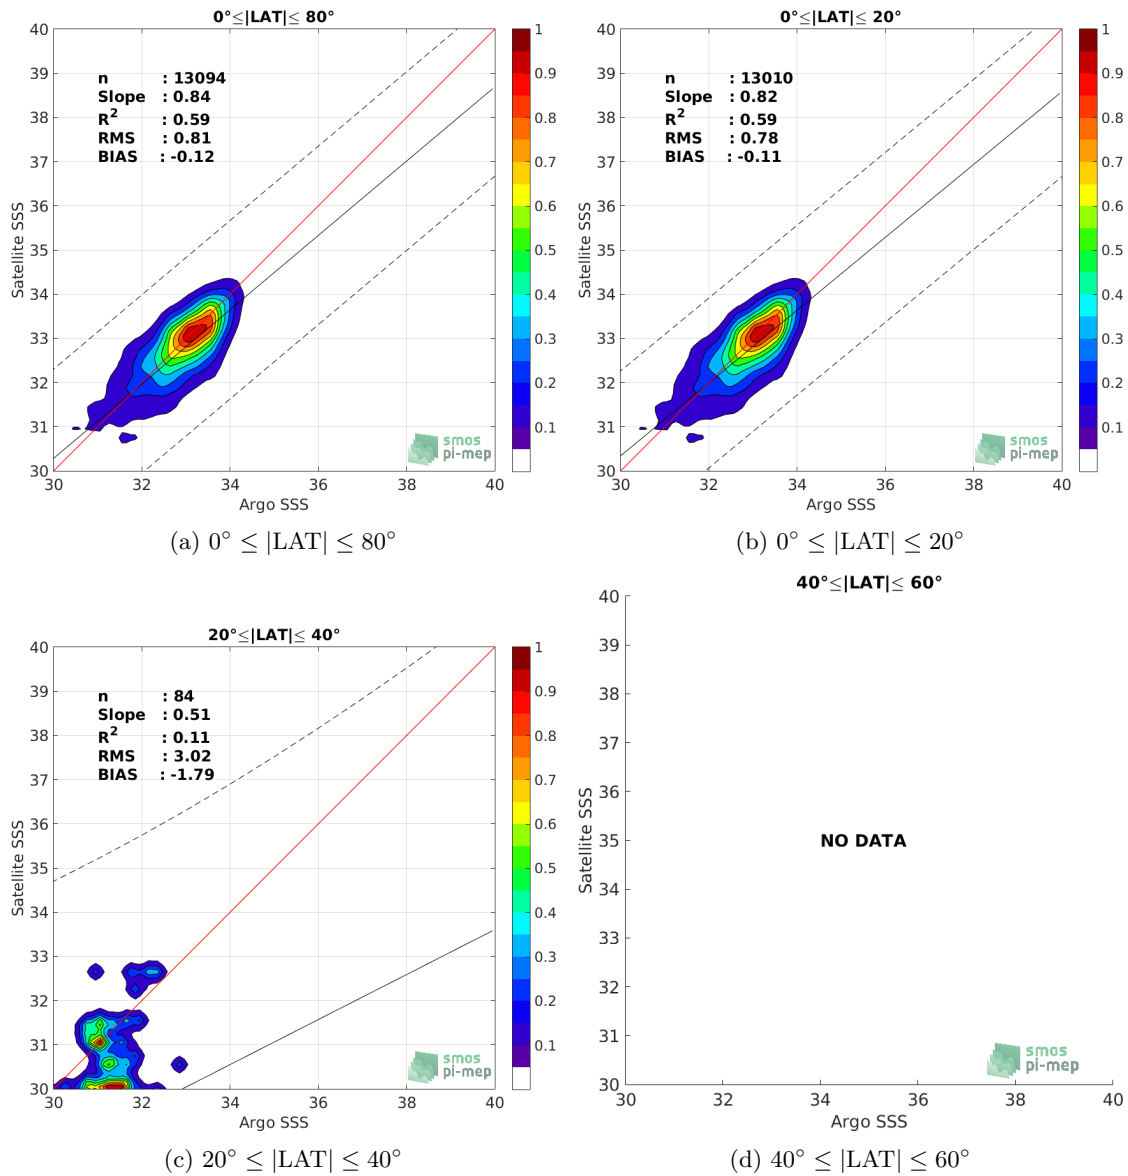 0°≤|LAT|≤ 80°
n : 13094
Slope : 0.84
R² : 0.59
RMS : 0.81
BIAS : -0.12
40
39
38
37
36
35
34
33
32
31
30
Satellite SSS
30 32 34 36 38 40
Argo SSS
1
0.9
0.8
0.7
0.6
0.5
0.4
0.3
0.2
0.1
smos
pi-mep
(a) 0° ≤ |LAT| ≤ 80°
0°≤|LAT|≤ 20°
n : 13010
Slope : 0.82
R² : 0.59
RMS : 0.78
BIAS : -0.11
40
39
38
37
36
35
34
33
32
31
30
Satellite SSS
30 32 34 36 38 40
Argo SSS
1
0.9
0.8
0.7
0.6
0.5
0.4
0.3
0.2
0.1
smos
pi-mep
(b) 0° ≤ |LAT| ≤ 20°
20°≤|LAT|≤ 40°
n : 84
Slope : 0.51
R² : 0.11
RMS : 3.02
BIAS : -1.79
40
39
38
37
36
35
34
33
32
31
30
Satellite SSS
30 32 34 36 38 40
Argo SSS
1
0.9
0.8
0.7
0.6
0.5
0.4
0.3
0.2
0.1
smos
pi-mep
(c) 20° ≤ |LAT| ≤ 40°
40°≤|LAT|≤ 60°
40
39
38
37
36
35
34
33
32
31
30
Satellite SSS
NO DATA
30 32 34 36 38 40
Argo SSS
smos
pi-mep
(d) 40° ≤ |LAT| ≤ 60°